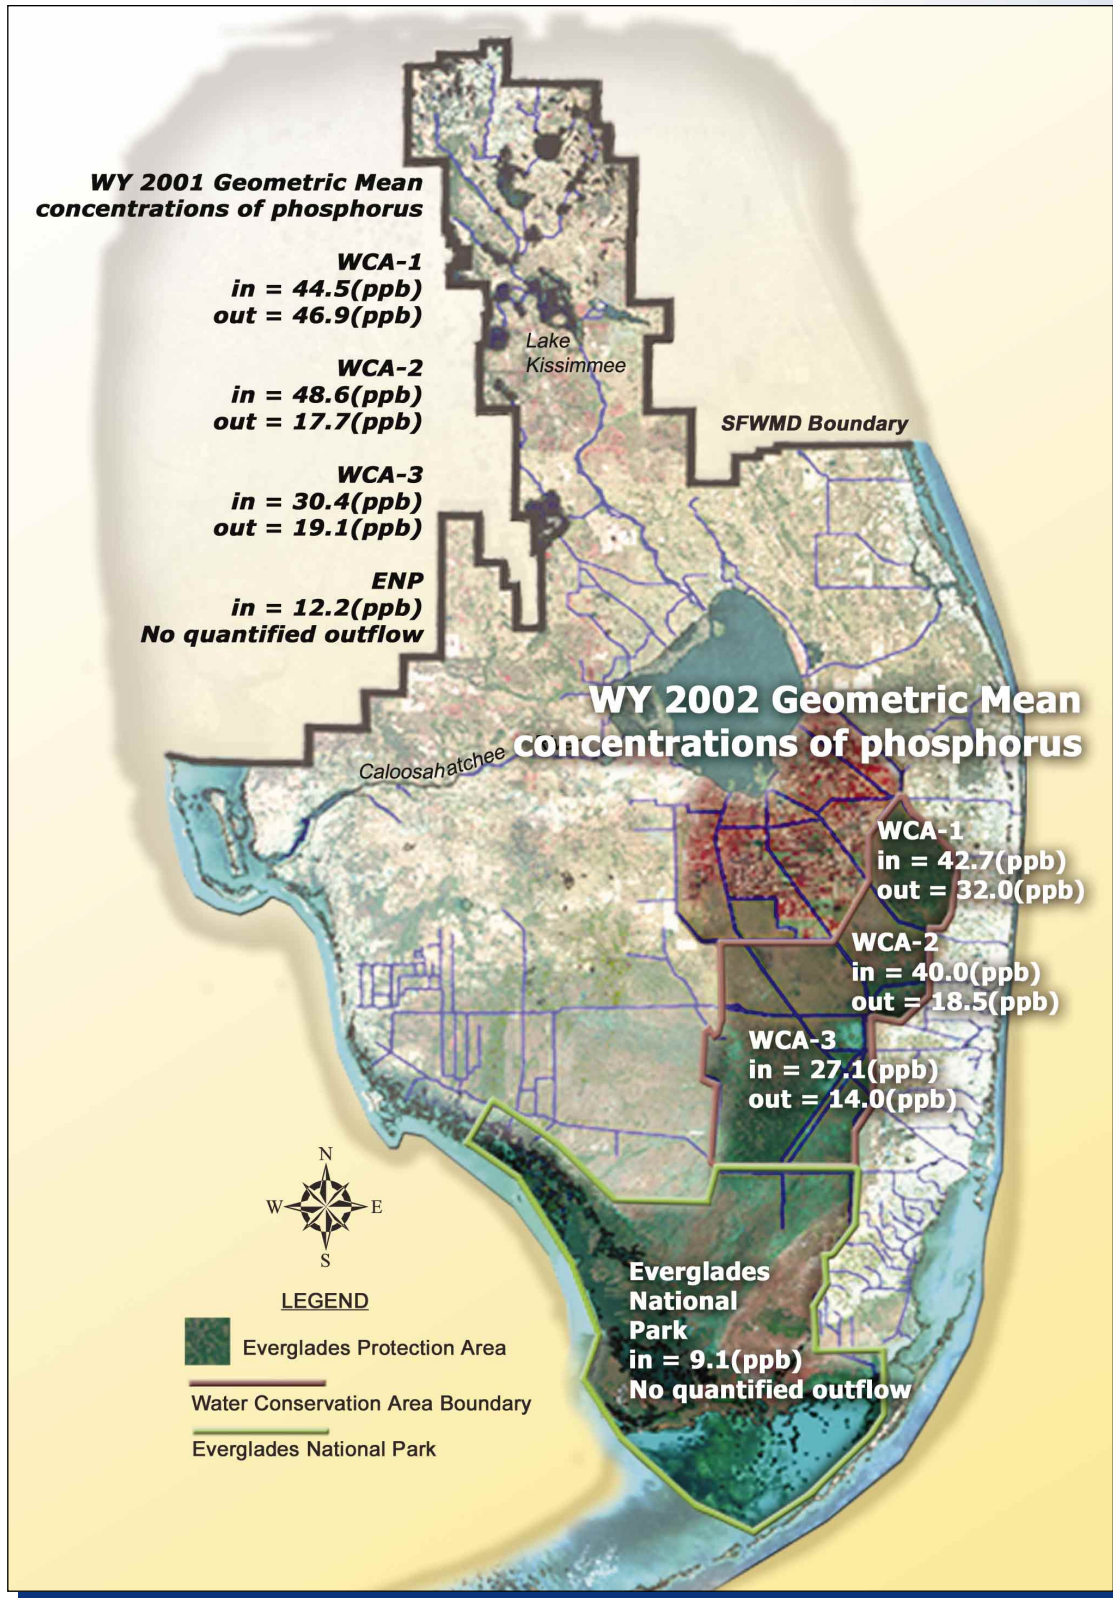 WY 2001 Geometric Mean
concentrations of phosphorus
WCA-1
in = 44.5(ppb)
out = 46.9(ppb)
WCA-2
in = 48.6(ppb)
out = 17.7(ppb)
WCA-3
in = 30.4(ppb)
out = 19.1(ppb)
ENP
in = 12.2(ppb)
No quantified outflow
Lake
Kissimmee
SFWMD Boundary
WY 2002 Geometric Mean
concentrations of phosphorus
Caloosahatchee
WCA-1
in = 42.7(ppb)
out = 32.0(ppb)
WCA-2
in = 40.0(ppb)
out = 18.5(ppb)
WCA-3
in = 27.1(ppb)
out = 14.0(ppb)
Everglades
National
Park
in = 9.1(ppb)
No quantified outflow
N
W
E
S
LEGEND
Everglades Protection Area
Water Conservation Area Boundary
Everglades National Park